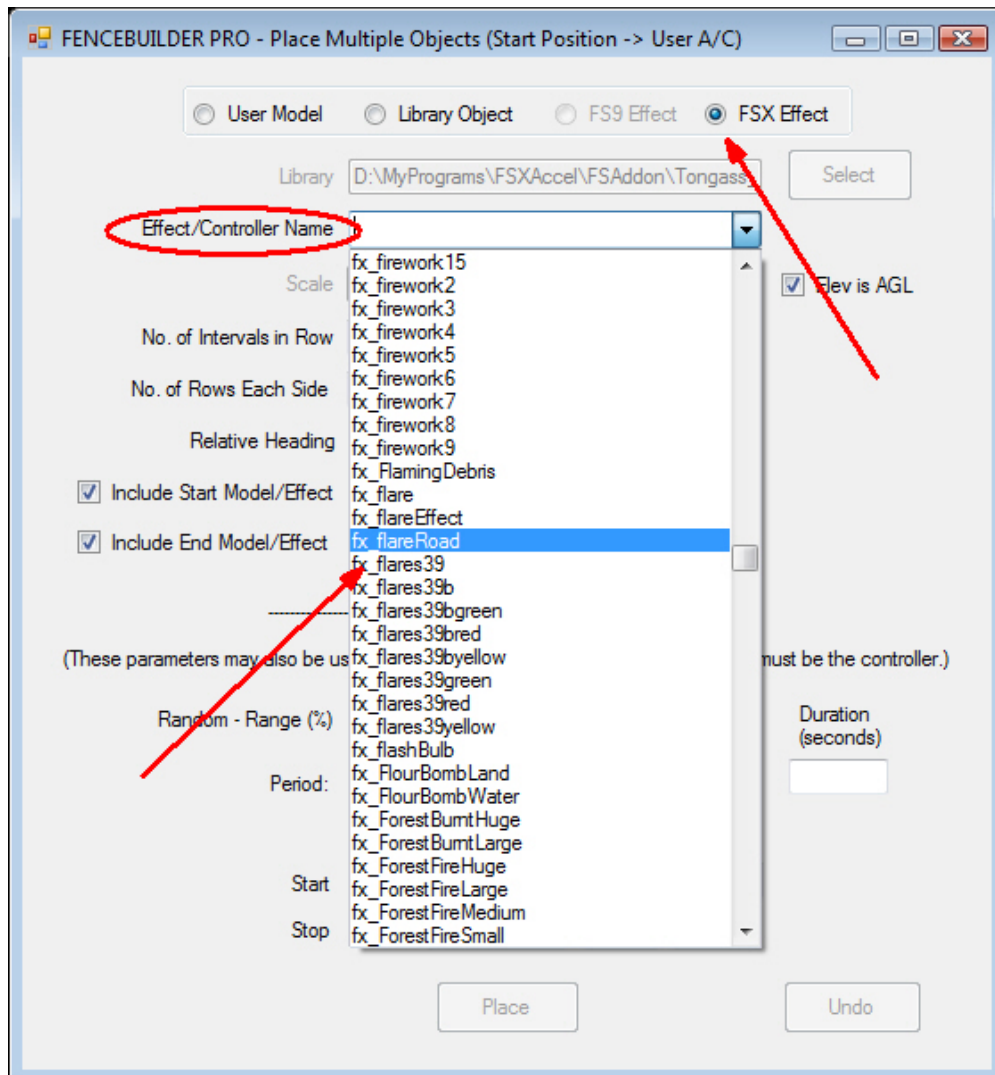 FENCEBUILDER PRO - Place Multiple Objects (Start Position -> User A/C)
User Model Library Object FS9 Effect FSX Effect
Library D:\MyPrograms\FSXAccel\FSAddon\Tongass Select
Effect/Controller Name
fx_firework15
Scale fx_firework2 Elev is AGL
fx_firework3
No. of Intervals in Row fx_firework4
fx_firework5
fx_firework6
No. of Rows Each Side fx_firework7
fx_firework8
Relative Heading fx_firework9
fx_FlamingDebris
Include Start Model/Effect fx_flare
fx_flareEffect
Include End Model/Effect fx_flareRoad
fx_flares39
fx_flares39b
---------------- fx_flares39bgreen
fx_flares39bred
(These parameters may also be us fx_flares39byellow must be the controller.)
fx_flares39green
fx_flares39red
Random - Range (%) fx_flares39yellow Duration
fx_flashBulb (seconds)
fx_FlourBombLand
Period: fx_FlourBombWater
fx_ForestBurntHuge
fx_ForestBurntLarge
fx_ForestFireHuge
Start fx_ForestFireLarge
fx_ForestFireMedium
Stop fx_ForestFireSmall
Place Undo